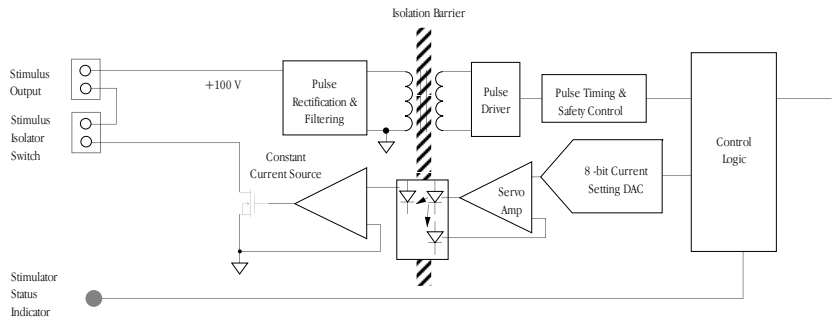 Isolation Barrier
Stimulus
Output
+100 V
Pulse
Rectification &
Filtering
Pulse
Driver
Pulse Timing &
Safety Control
Stimulus
Isolator
Switch
Constant
Current Source
Servo
Amp
8 -bit Current
Setting DAC
Control
Logic
Stimulator
Status
Indicator